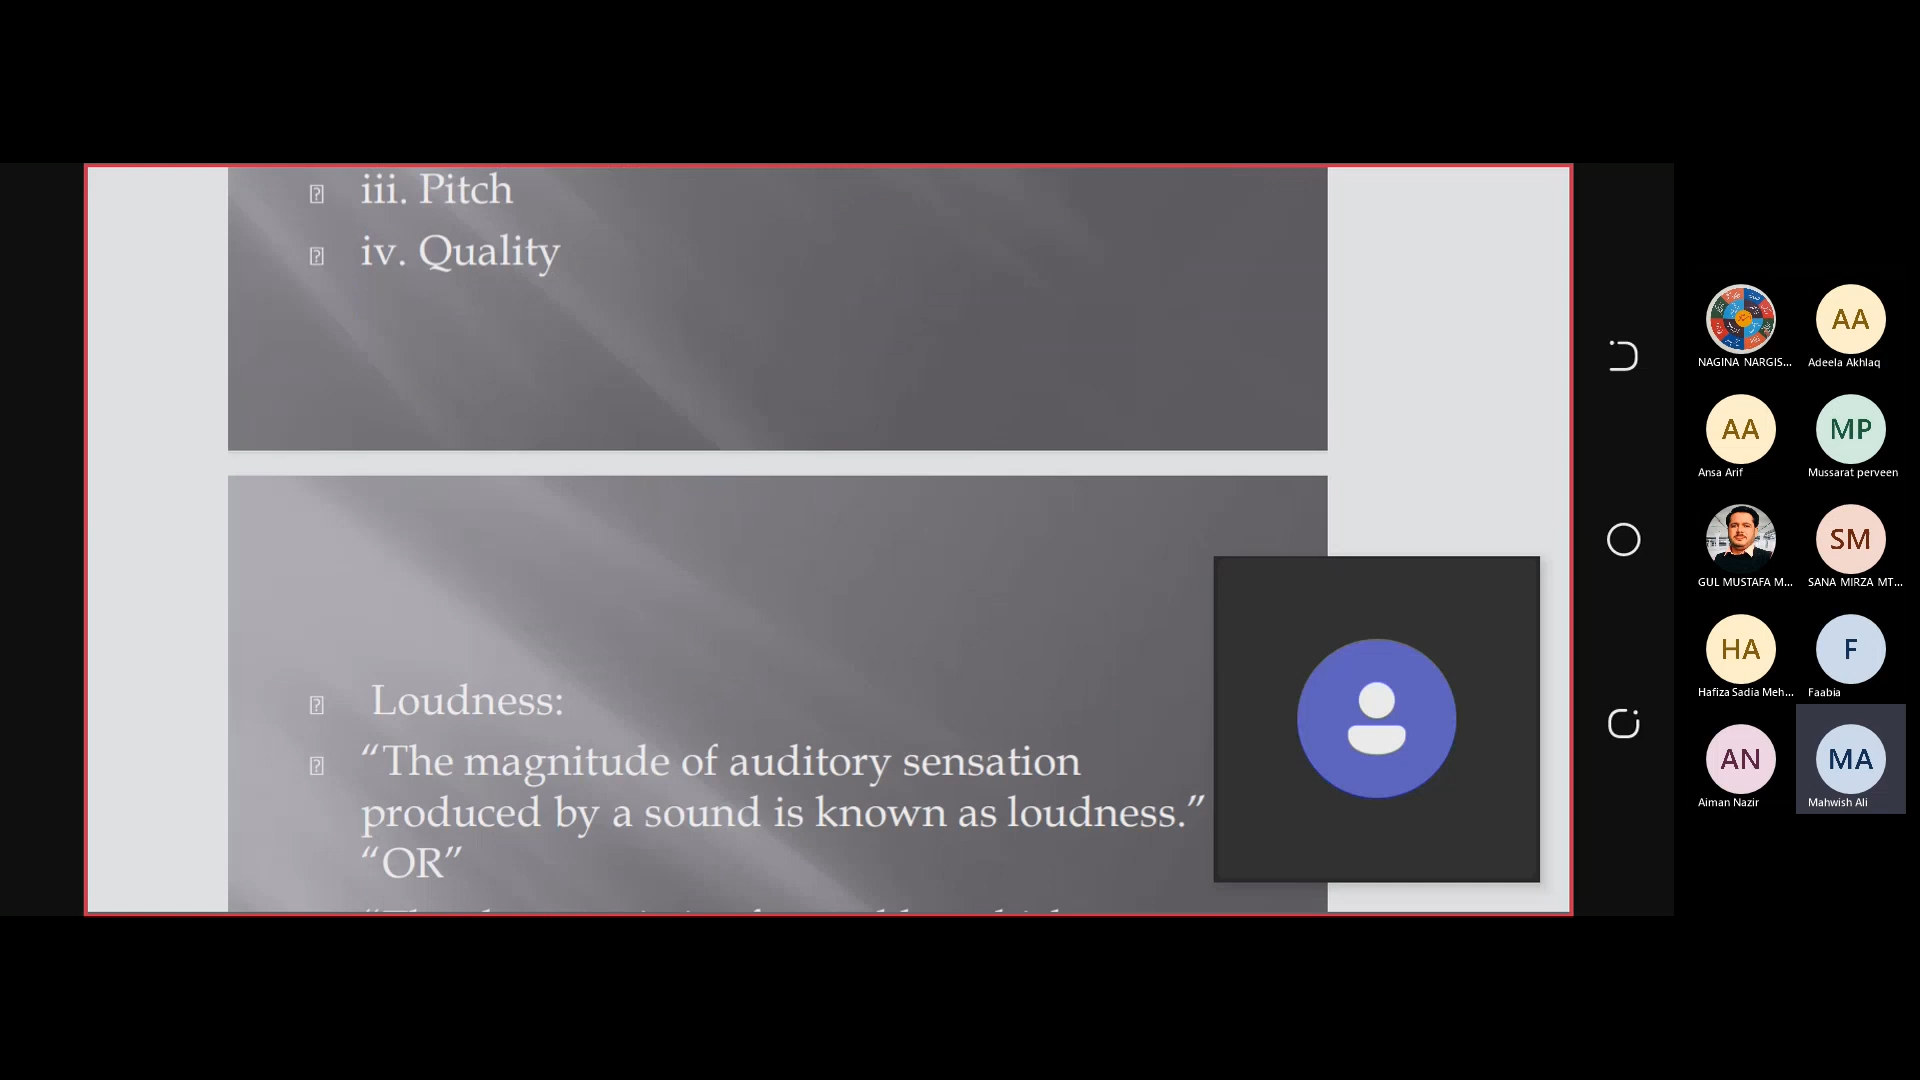 iii. Pitch
iv. Quality
Loudness:
“The magnitude of auditory sensation
produced by a sound is known as loudness.”
“OR”
NAGINA NARGIS...
AA
Adeela Akhlaq
AA
Ansa Arif
MP
Mussarat perveen
GUL MUSTAFA M...
SM
SANA MIRZA MT...
HA
Hafiza Sadia Meh...
F
Faabia
AN
Aiman Nazir
MA
Mahwish Ali